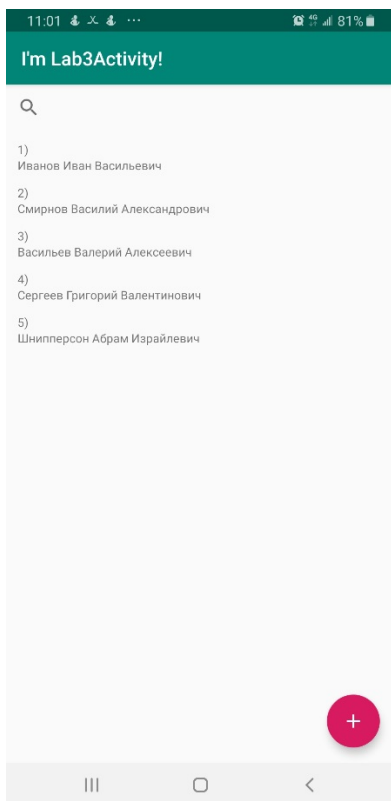 11:01
4G
81%
I'm Lab3Activity!
1)
Иванов Иван Васильевич
2)
Смирнов Василий Александрович
3)
Васильев Валерий Алексеевич
4)
Сергеев Григорий Валентинович
5)
Шнипперсон Абрам Израйлевич
+